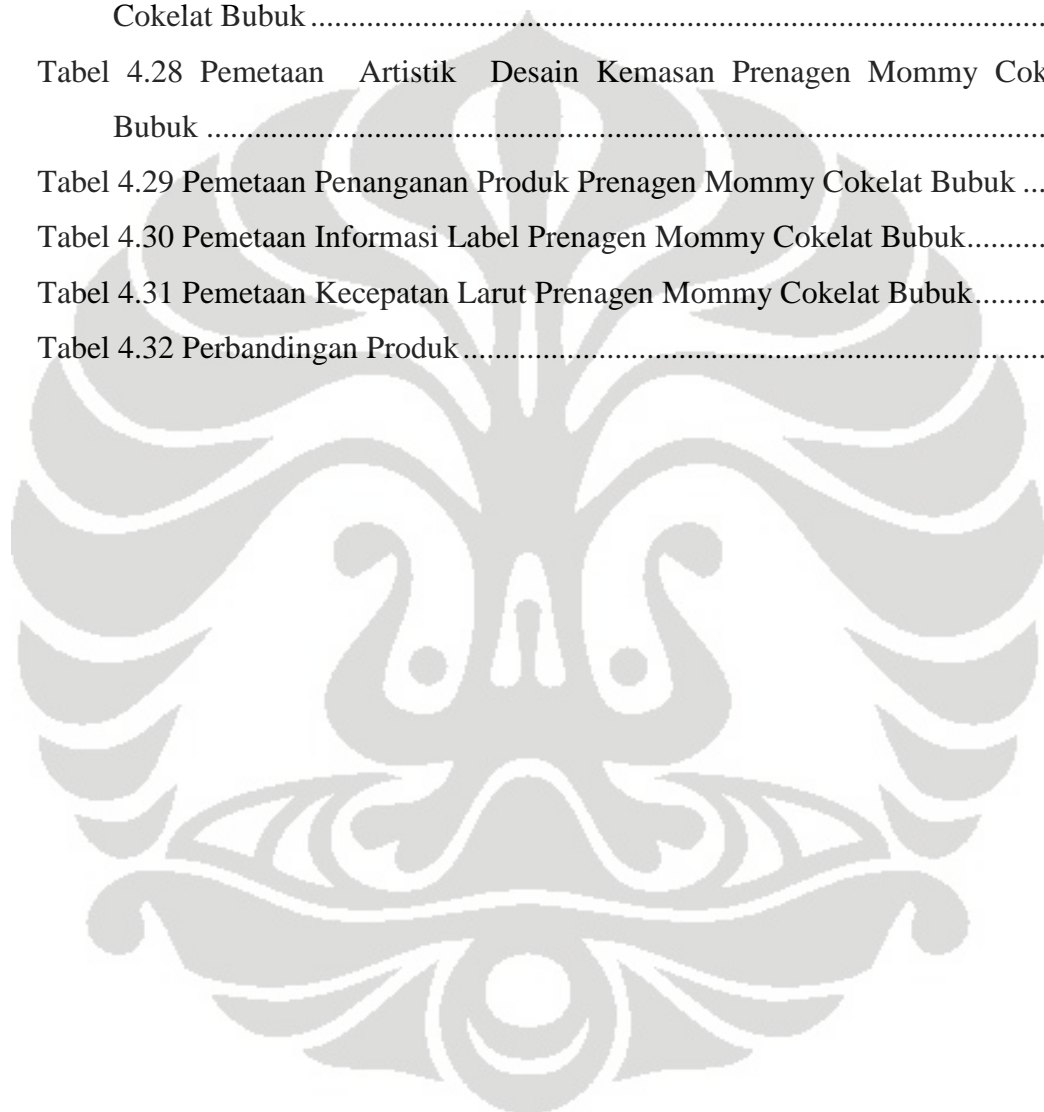 Cokelat Bubuk ....................................................................................................
Tabel 4.28 Pemetaan Artistik Desain Kemasan Prenagen Mommy Cok
Bubuk ..................................................................................................................
Tabel 4.29 Pemetaan Penanganan Produk Prenagen Mommy Cokelat Bubuk ...
Tabel 4.30 Pemetaan Informasi Label Prenagen Mommy Cokelat Bubuk..........
Tabel 4.31 Pemetaan Kecepatan Larut Prenagen Mommy Cokelat Bubuk.........
Tabel 4.32 Perbandingan Produk................................................................................